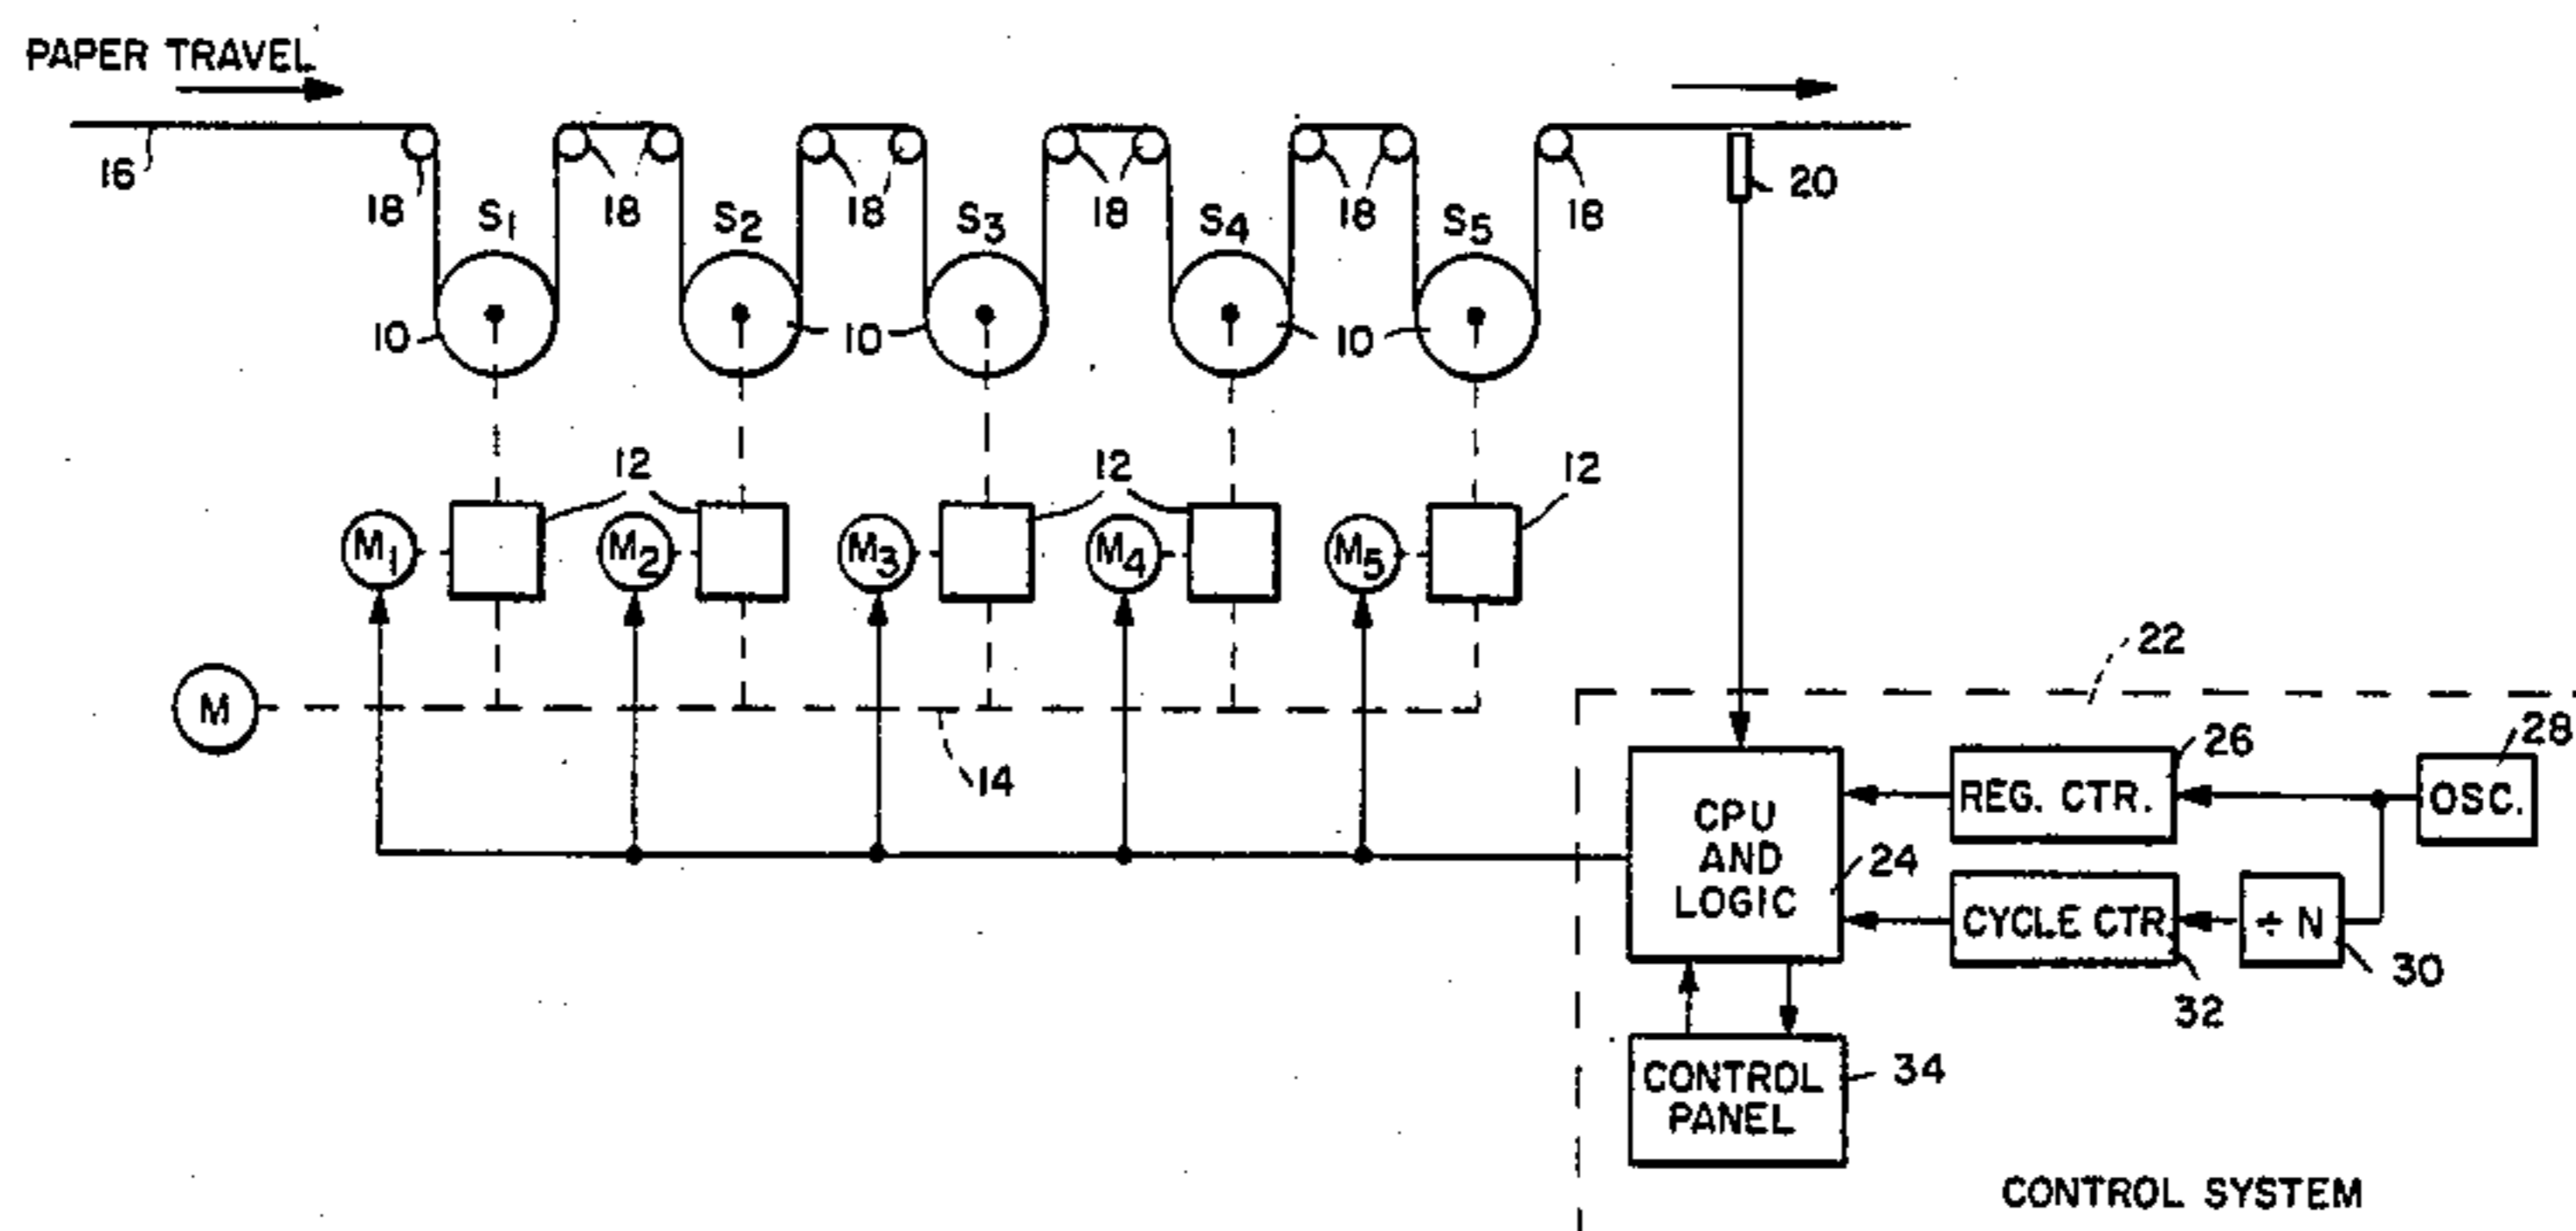 PAPER TRAVEL
16
18 18 18 18 18 18
20
S1 S2 S3 S4 S5
10 10 10
12 12 12
M1 M2 M3 M4 M5
M
14
22
26
28
REG. CTR.
OSC.
CPU
AND
LOGIC
24
CYCLE CTR.
÷ N
30
32
CONTROL
PANEL
34
CONTROL SYSTEM